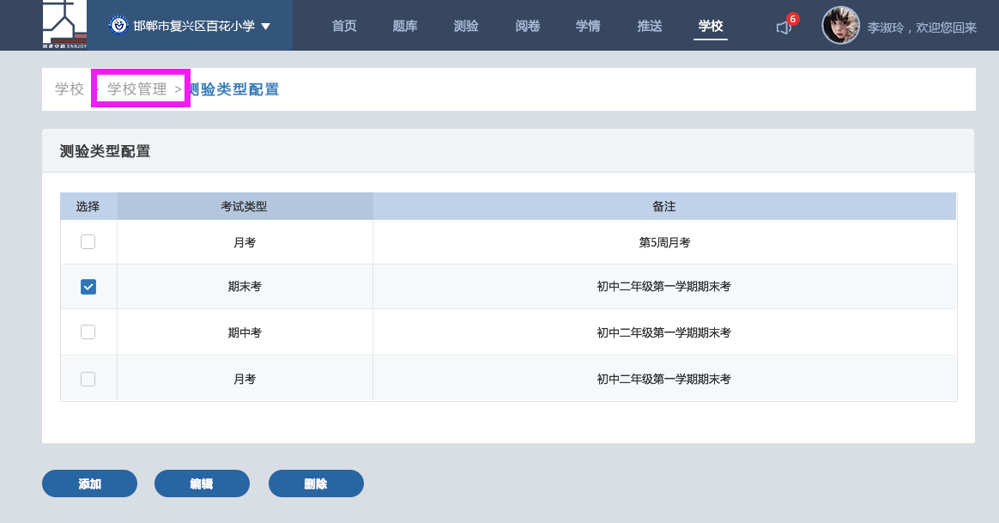 邯郸市复兴区百花小学 ▼ 首页 题库 测验 阅卷 学情 推送 学校 6 李淑玲，欢迎您回来
学校 学校管理 > 测验类型配置
测验类型配置
选择 考试类型 备注
月考 第5周月考
期末考 初中二年级第一学期期末考
期中考 初中二年级第一学期期末考
月考 初中二年级第一学期期末考
添加 编辑 删除